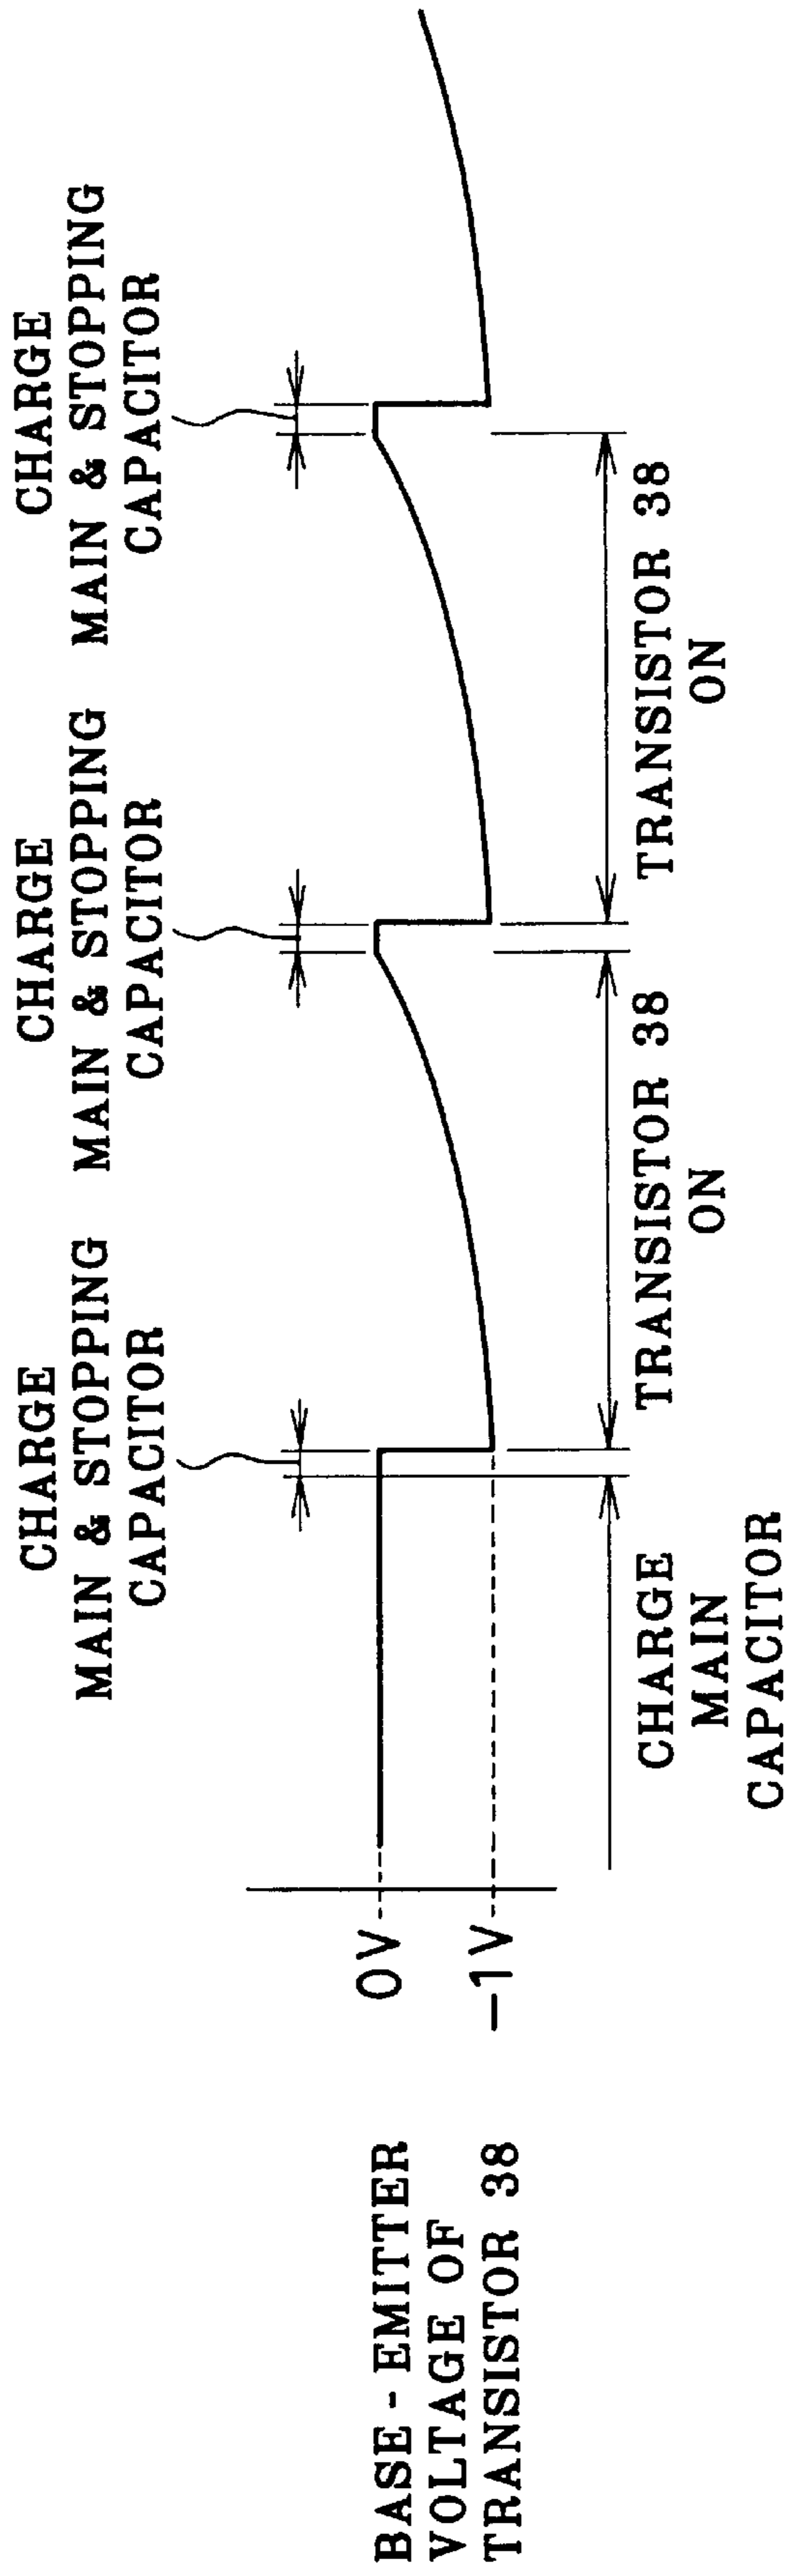 CHARGE
MAIN & STOPPING
CAPACITOR
CHARGE
MAIN & STOPPING
CAPACITOR
CHARGE
MAIN & STOPPING
CAPACITOR
BASE - EMITTER
VOLTAGE OF
TRANSISTOR 38
0V
-1V
CHARGE
MAIN
CAPACITOR
TRANSISTOR 38
ON
TRANSISTOR 38
ON